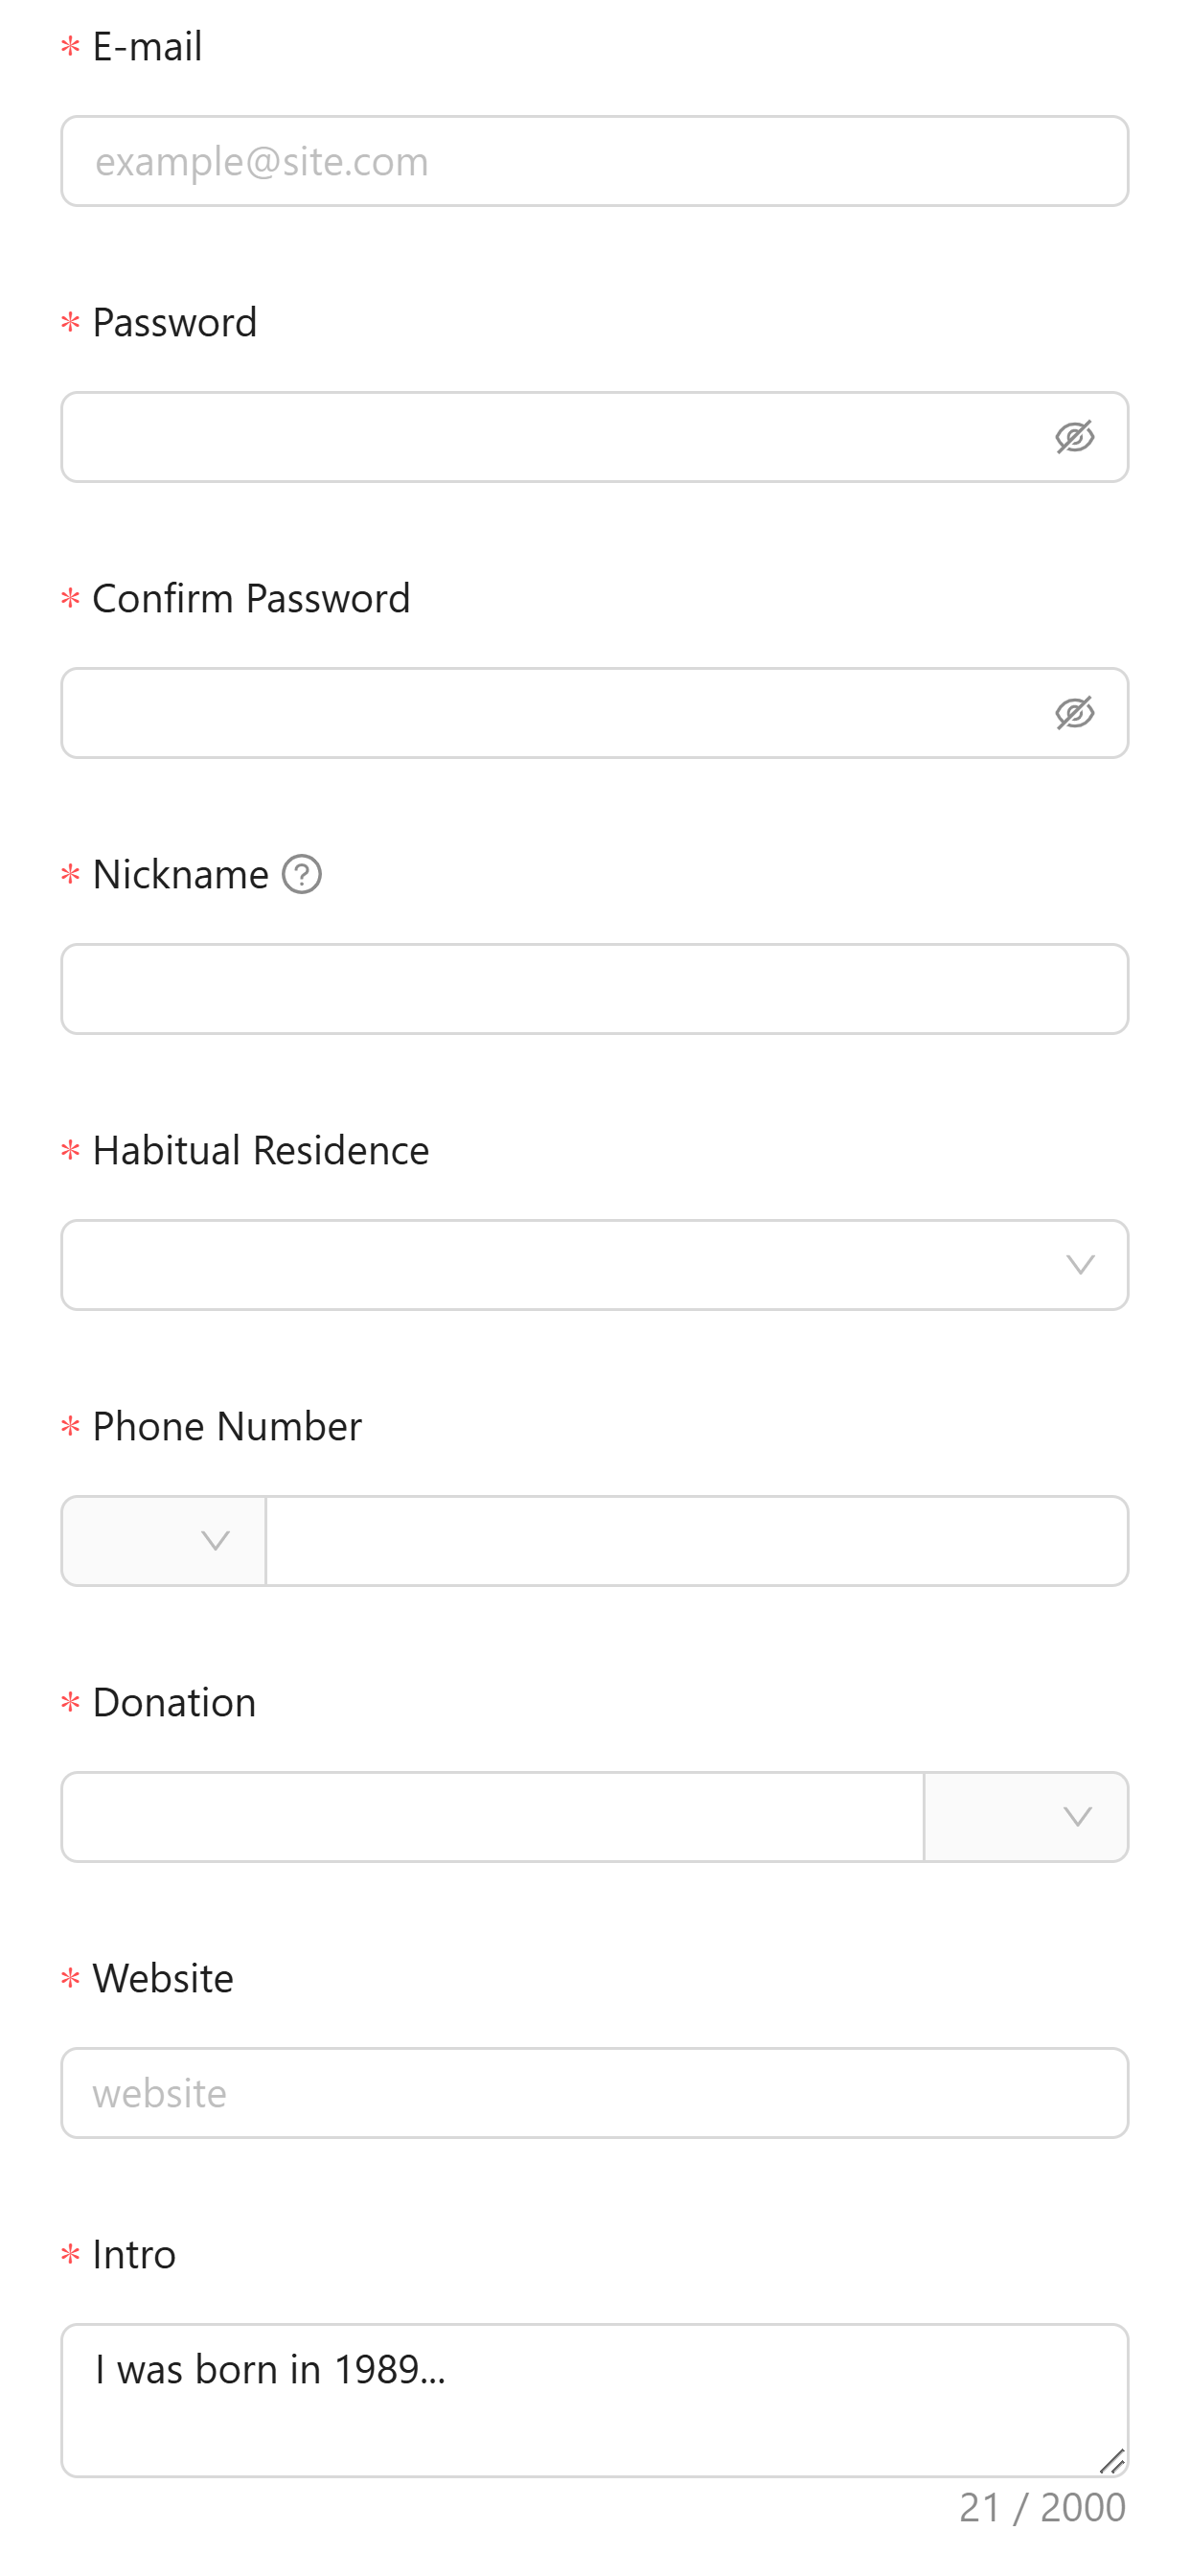 * E-mail
example@site.com
* Password
* Confirm Password
* Nickname
* Habitual Residence
* Phone Number
* Donation
* Website
website
* Intro
I was born in 1989...
21 / 2000